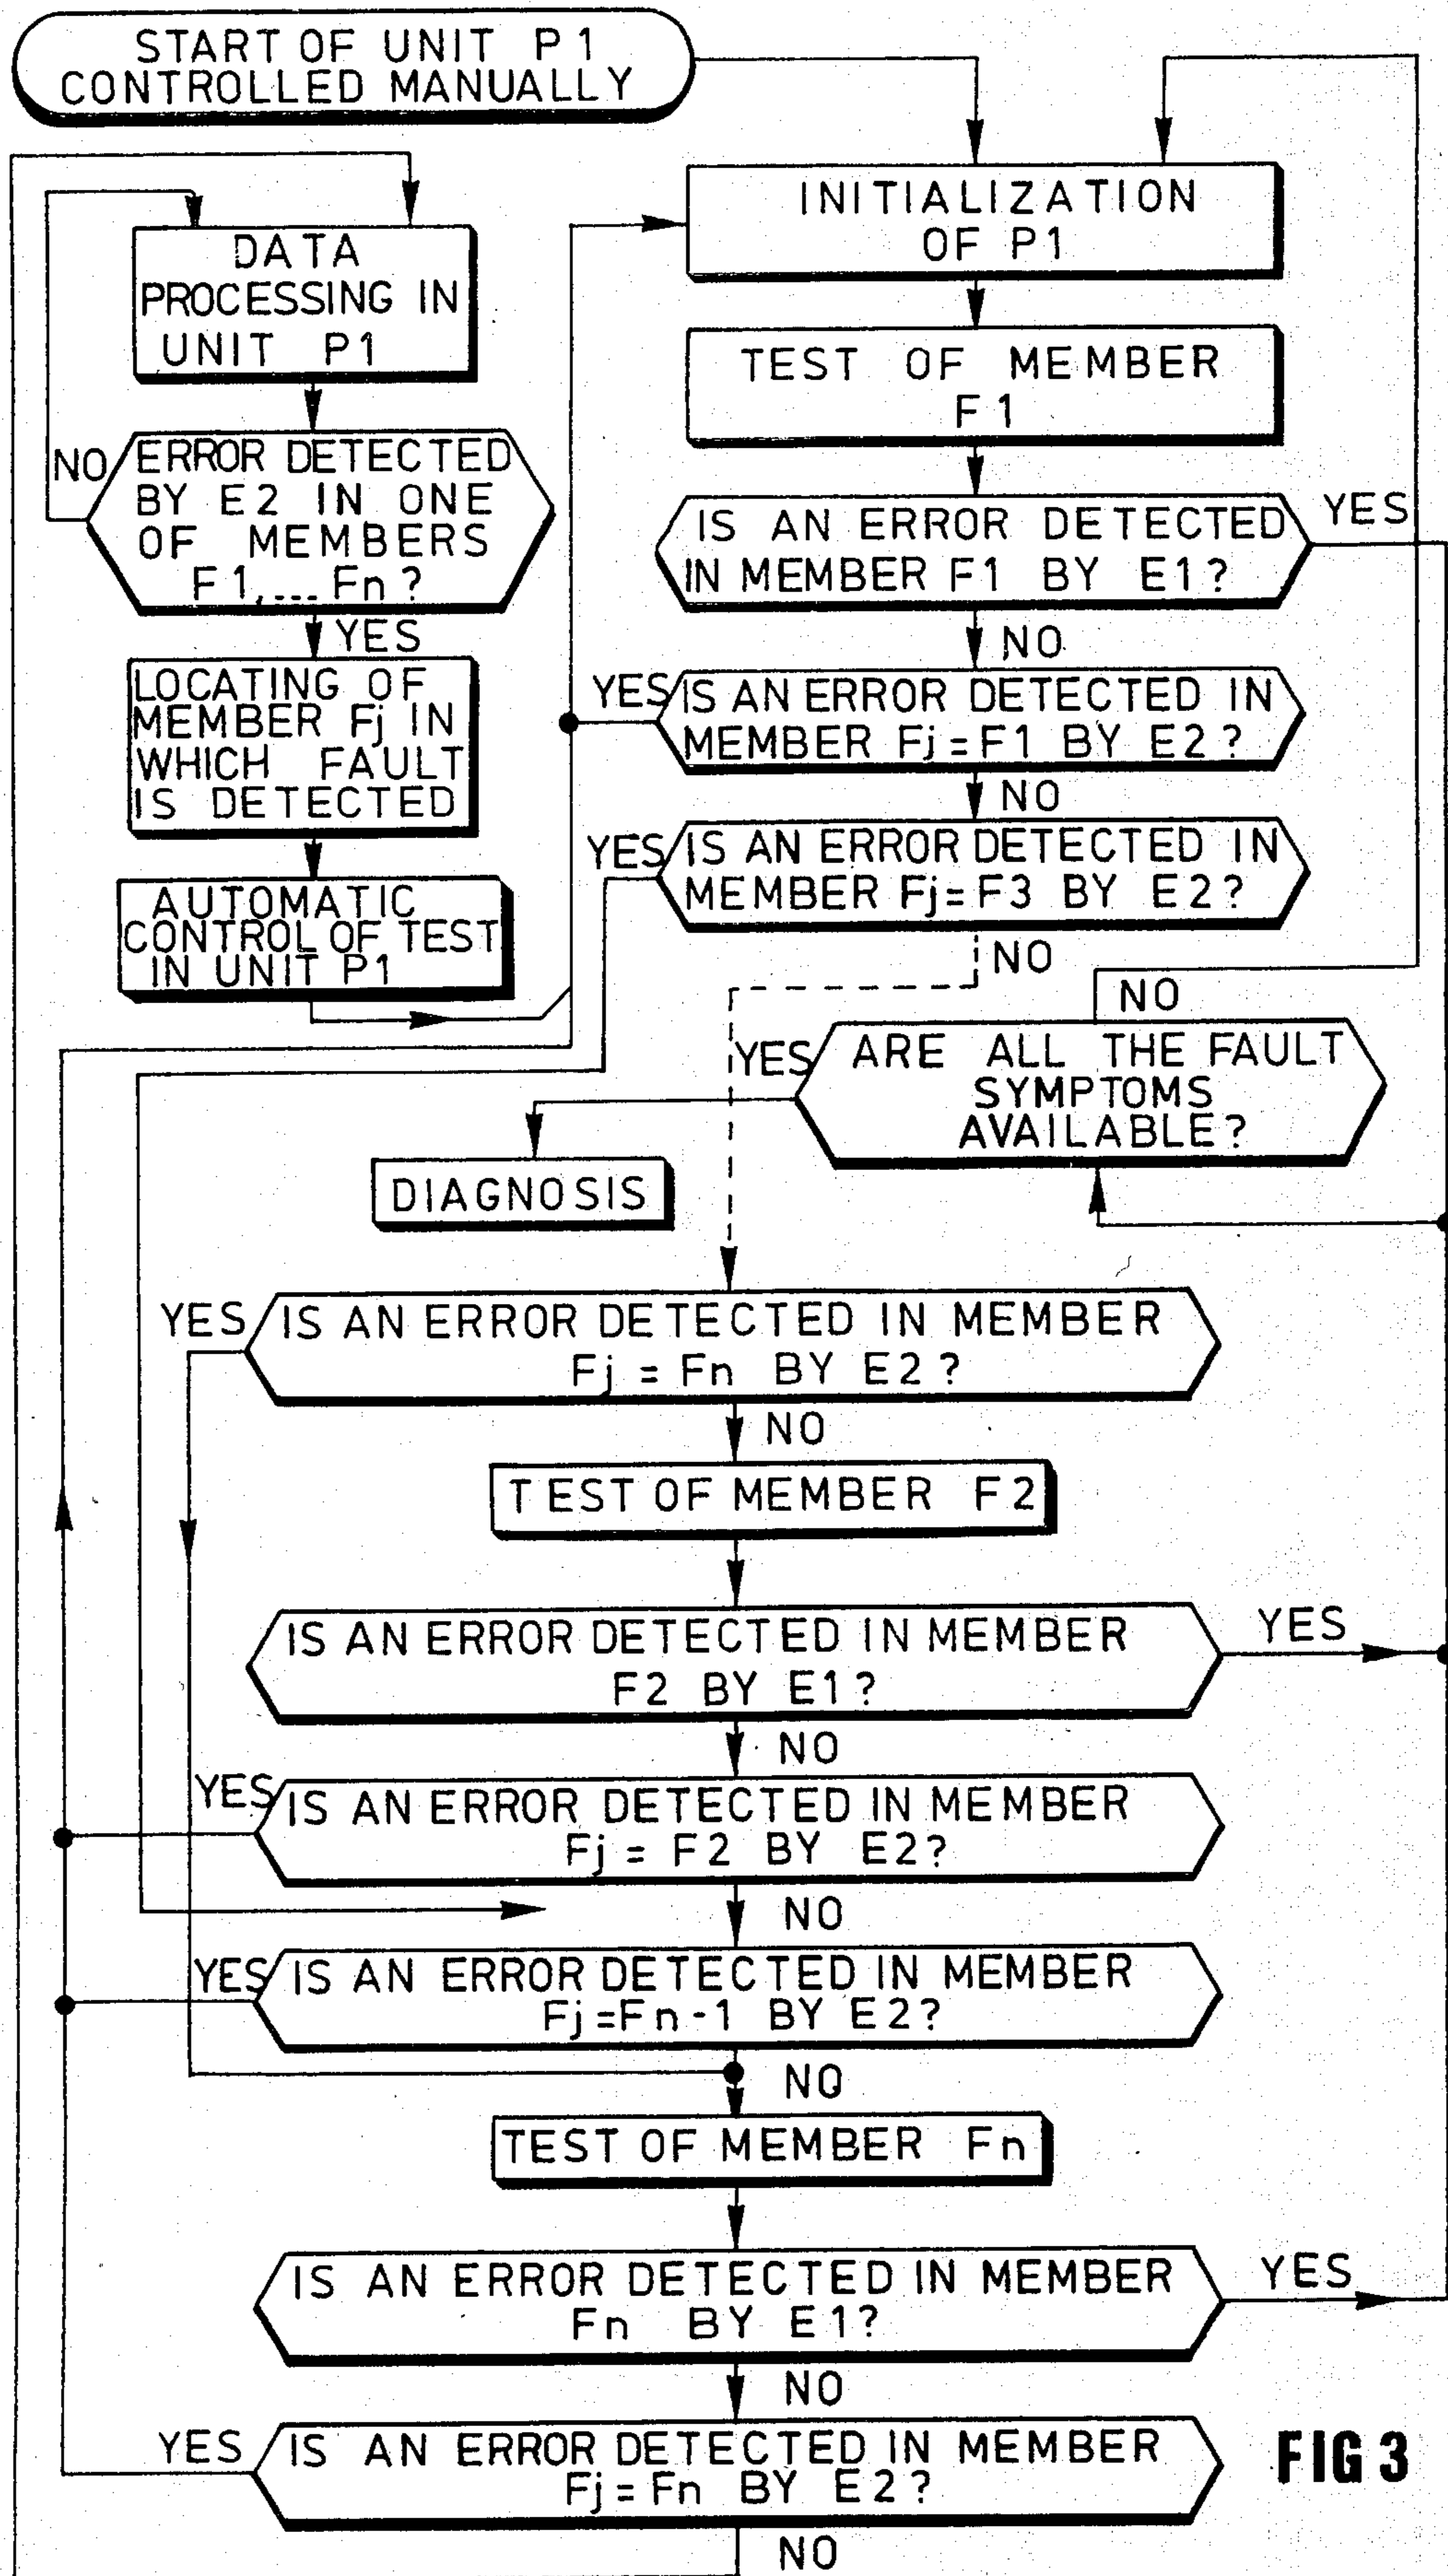 START OF UNIT P1
CONTROLLED MANUALLY
INITIALIZATION
OF P1
DATA
PROCESSING IN
UNIT P1
TEST OF MEMBER
F1
NO
ERROR DETECTED
BY E2 IN ONE
OF MEMBERS
F1,... Fn?
YES
IS AN ERROR DETECTED
IN MEMBER F1 BY E1?
YES
NO
LOCATING OF
MEMBER Fj IN
WHICH FAULT
IS DETECTED
YES
IS AN ERROR DETECTED IN
MEMBER Fj=F1 BY E2?
NO
YES
IS AN ERROR DETECTED IN
MEMBER Fj=F3 BY E2?
NO
AUTOMATIC
CONTROL OF TEST
IN UNIT P1
NO
YES
ARE ALL THE FAULT
SYMPTOMS
AVAILABLE?
DIAGNOSIS
YES
IS AN ERROR DETECTED IN MEMBER
Fj = Fn BY E2?
NO
TEST OF MEMBER F2
IS AN ERROR DETECTED IN MEMBER
F2 BY E1?
YES
NO
YES
IS AN ERROR DETECTED IN MEMBER
Fj = F2 BY E2?
NO
YES
IS AN ERROR DETECTED IN MEMBER
Fj=Fn-1 BY E2?
NO
TEST OF MEMBER Fn
IS AN ERROR DETECTED IN MEMBER
Fn BY E1?
YES
NO
YES
IS AN ERROR DETECTED IN MEMBER
Fj=Fn BY E2?
NO
FIG 3